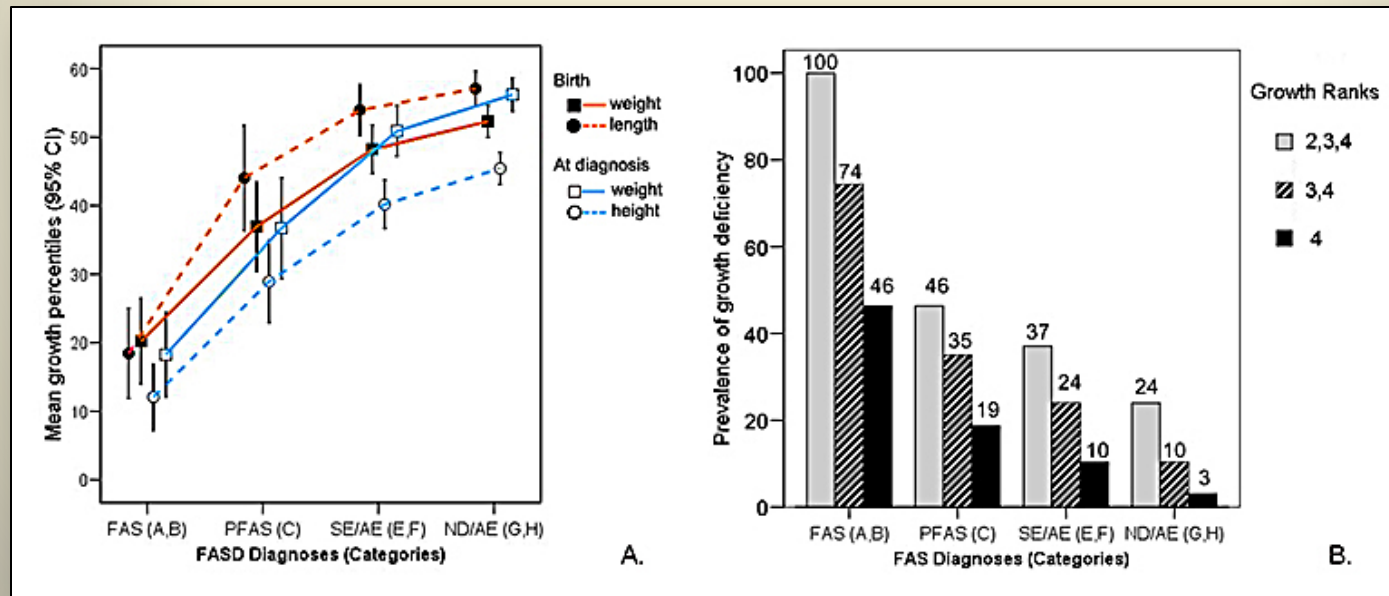 Mean growth percentiles (95% CI)
60
50
40
30
20
10
0
FAS (A,B) PFAS (C) SE/AE (E,F) ND/AE (G,H)
FASD Diagnoses (Categories)
A.
Birth
weight
length
At diagnosis
weight
height
Prevalence of growth deficiency
100
80
60
40
20
0
100
74
46
46
35
19
37
24
10
24
10
3
FAS (A,B) PFAS (C) SE/AE (E,F) ND/AE (G,H)
FAS Diagnoses (Categories)
B.
Growth Ranks
2,3,4
3,4
4